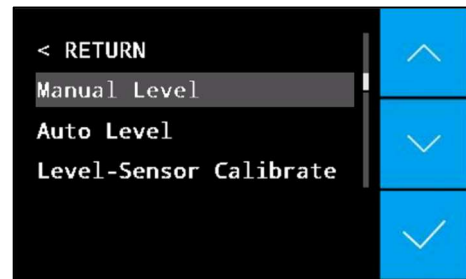 < RETURN
Manual Level
Auto Level
Level-Sensor Calibrate